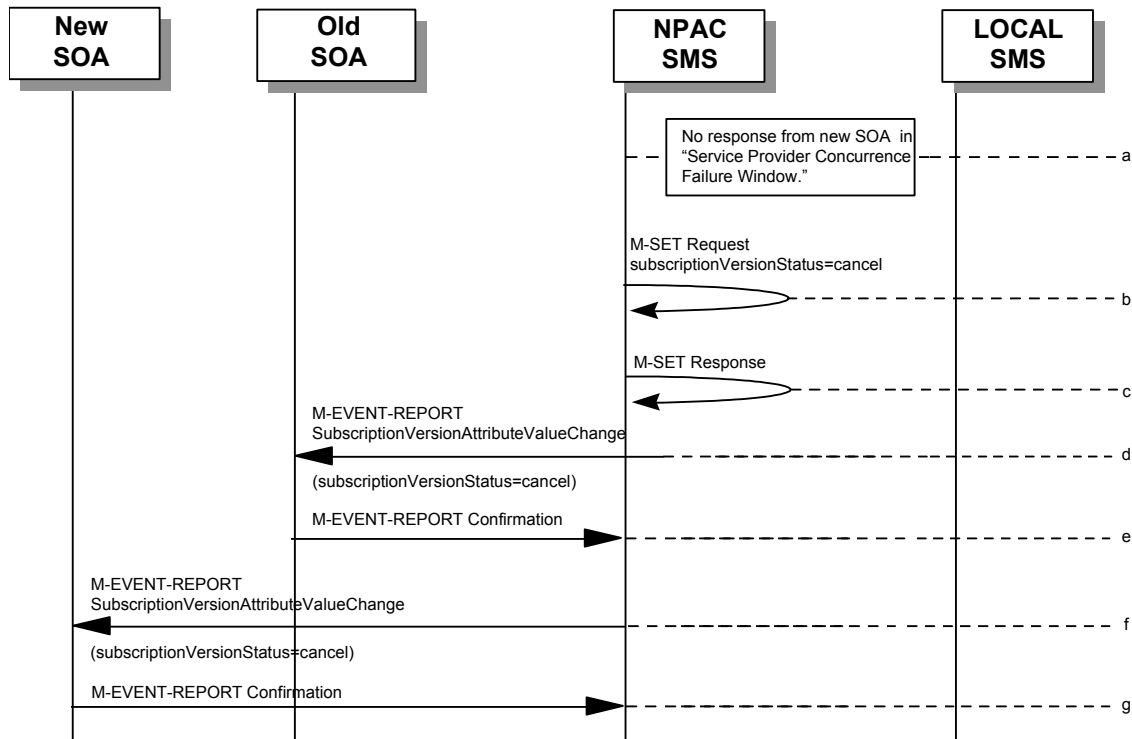 New
SOA
Old
SOA
NPAC
SMS
LOCAL
SMS
No response from new SOA in
“Service Provider Concurrence
Failure Window.”
a
M-SET Request
subscriptionVersionStatus=cancel
b
M-SET Response
c
M-EVENT-REPORT
SubscriptionVersionAttributeValueChange
d
(subscriptionVersionStatus=cancel)
M-EVENT-REPORT Confirmation
e
M-EVENT-REPORT
SubscriptionVersionAttributeValueChange
f
(subscriptionVersionStatus=cancel)
M-EVENT-REPORT Confirmation
g